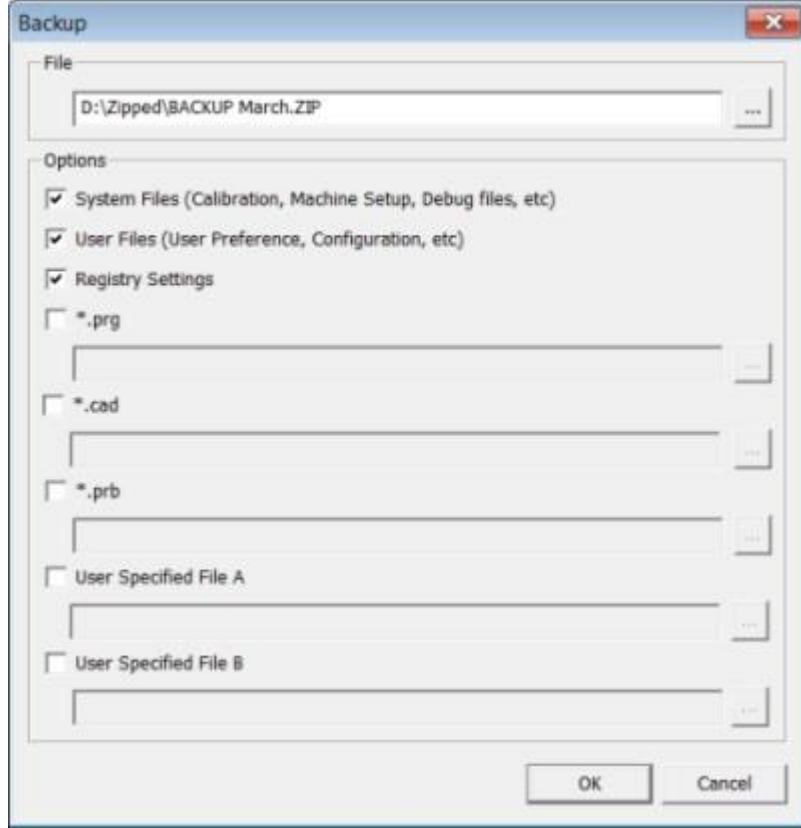 Backup
File
D:\Zipped\BACKUP March.ZIP
...
Options
System Files (Calibration, Machine Setup, Debug files, etc)
User Files (User Preference, Configuration, etc)
Registry Settings
*.prg
...
*.cad
...
*.prb
...
User Specified File A
...
User Specified File B
...
OK Cancel